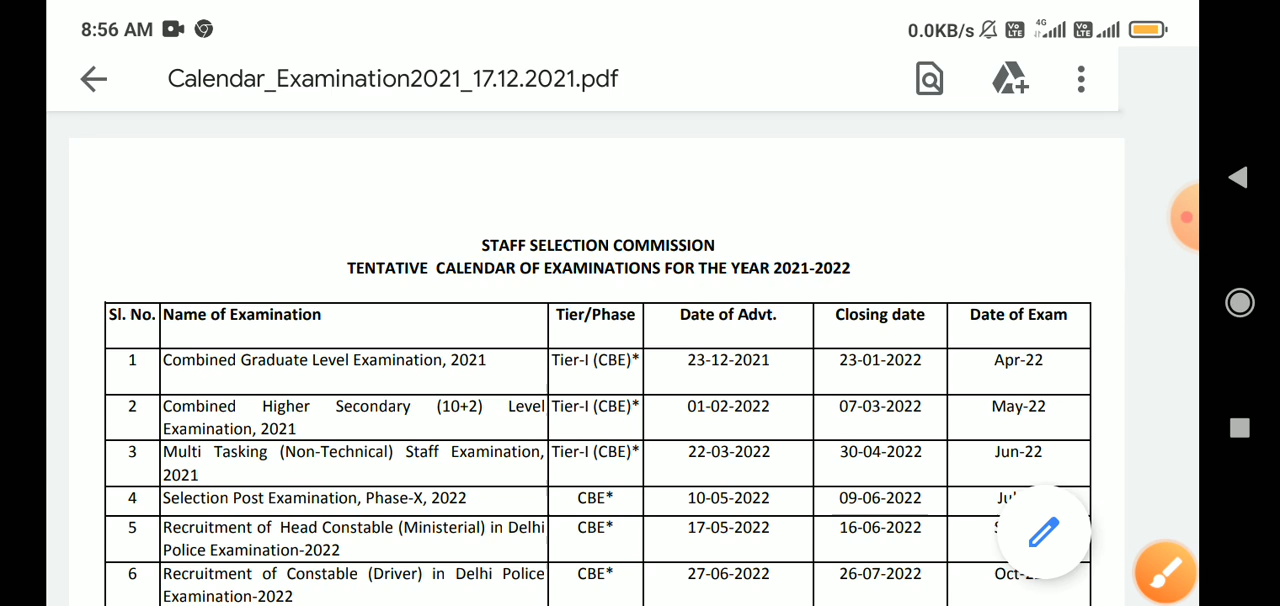 8:56 AM 0.0KB/s Vo LTE 4G Vo LTE
Calendar_Examination2021_17.12.2021.pdf
STAFF SELECTION COMMISSION
TENTATIVE CALENDAR OF EXAMINATIONS FOR THE YEAR 2021-2022
Sl. No. Name of Examination Tier/Phase Date of Advt. Closing date Date of Exam
1 Combined Graduate Level Examination, 2021 Tier-I (CBE)* 23-12-2021 23-01-2022 Apr-22
2 Combined Higher Secondary (10+2) Level Tier-I (CBE)* 01-02-2022 07-03-2022 May-22
Examination, 2021
3 Multi Tasking (Non-Technical) Staff Examination, Tier-I (CBE)* 22-03-2022 30-04-2022 Jun-22
2021
4 Selection Post Examination, Phase-X, 2022 CBE* 10-05-2022 09-06-2022
5 Recruitment of Head Constable (Ministerial) in Delhi CBE* 17-05-2022 16-06-2022
Police Examination-2022
6 Recruitment of Constable (Driver) in Delhi Police CBE* 27-06-2022 26-07-2022
Examination-2022